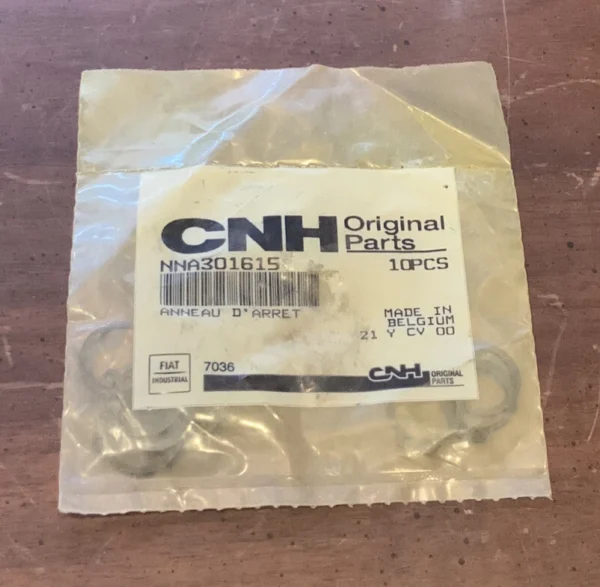 CNH Original
Parts
NNA301615 10PCS
ANNEAU D'ARRET
MADE IN
BELGIUM
21 Y CV 00
FIAT
INDUSTRIAL
7036
CNH ORIGINAL
PARTS